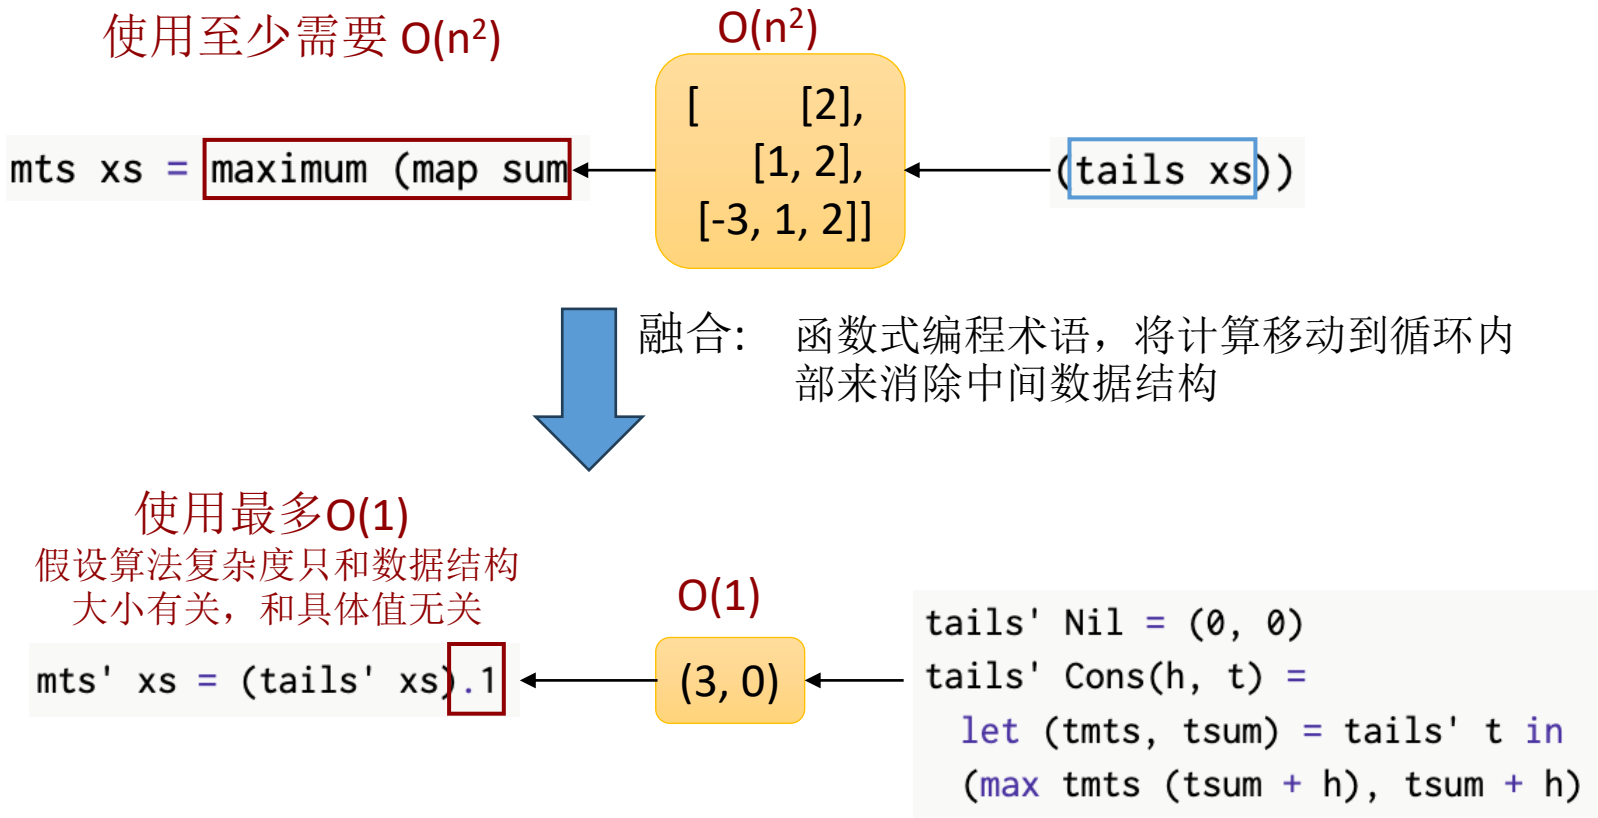 使用至少需要 O(n²)
O(n²)
[ [2],
[1, 2],
[-3, 1, 2]]
mts xs = maximum (map sum
(tails xs))
融合: 函数式编程术语，将计算移动到循环内
部来消除中间数据结构
使用最多O(1)
假设算法复杂度只和数据结构
大小有关，和具体值无关
mts' xs = (tails' xs).1
O(1)
(3, 0)
tails' Nil = (0, 0)
tails' Cons(h, t) =
let (tmts, tsum) = tails' t in
(max tmts (tsum + h), tsum + h)